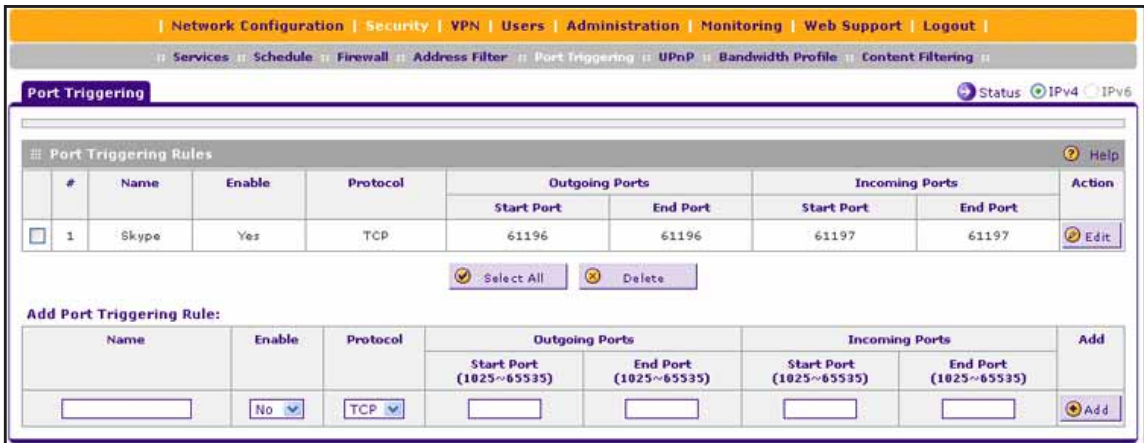 | Network Configuration | Security | VPN | Users | Administration | Monitoring | Web Support | Logout |
:: Services :: Schedule :: Firewall :: Address Filter :: Port Triggering :: UPnP :: Bandwidth Profile :: Content Filtering ::
Port Triggering
Status IPv4 IPv6
Port Triggering Rules Help
# Name Enable Protocol Outgoing Ports Incoming Ports Action
Start Port End Port Start Port End Port
1 Skype Yes TCP 61196 61196 61197 61197 Edit
Select All Delete
Add Port Triggering Rule:
Name Enable Protocol Outgoing Ports Incoming Ports Add
Start Port End Port Start Port End Port
(1025~65535) (1025~65535) (1025~65535) (1025~65535)
No TCP Add